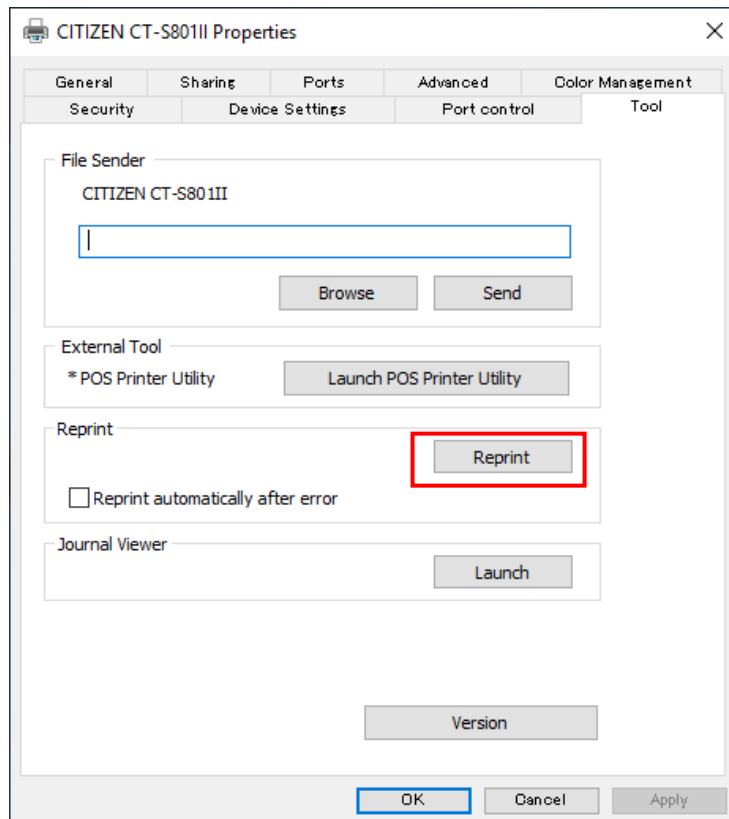 CITIZEN CT-S801II Properties
General Sharing Ports Advanced Color Management
Security Device Settings Port control Tool
File Sender
CITIZEN CT-S801II
Browse Send
External Tool
* POS Printer Utility Launch POS Printer Utility
Reprint
Reprint
Reprint automatically after error
Journal Viewer
Launch
Version
OK Cancel Apply